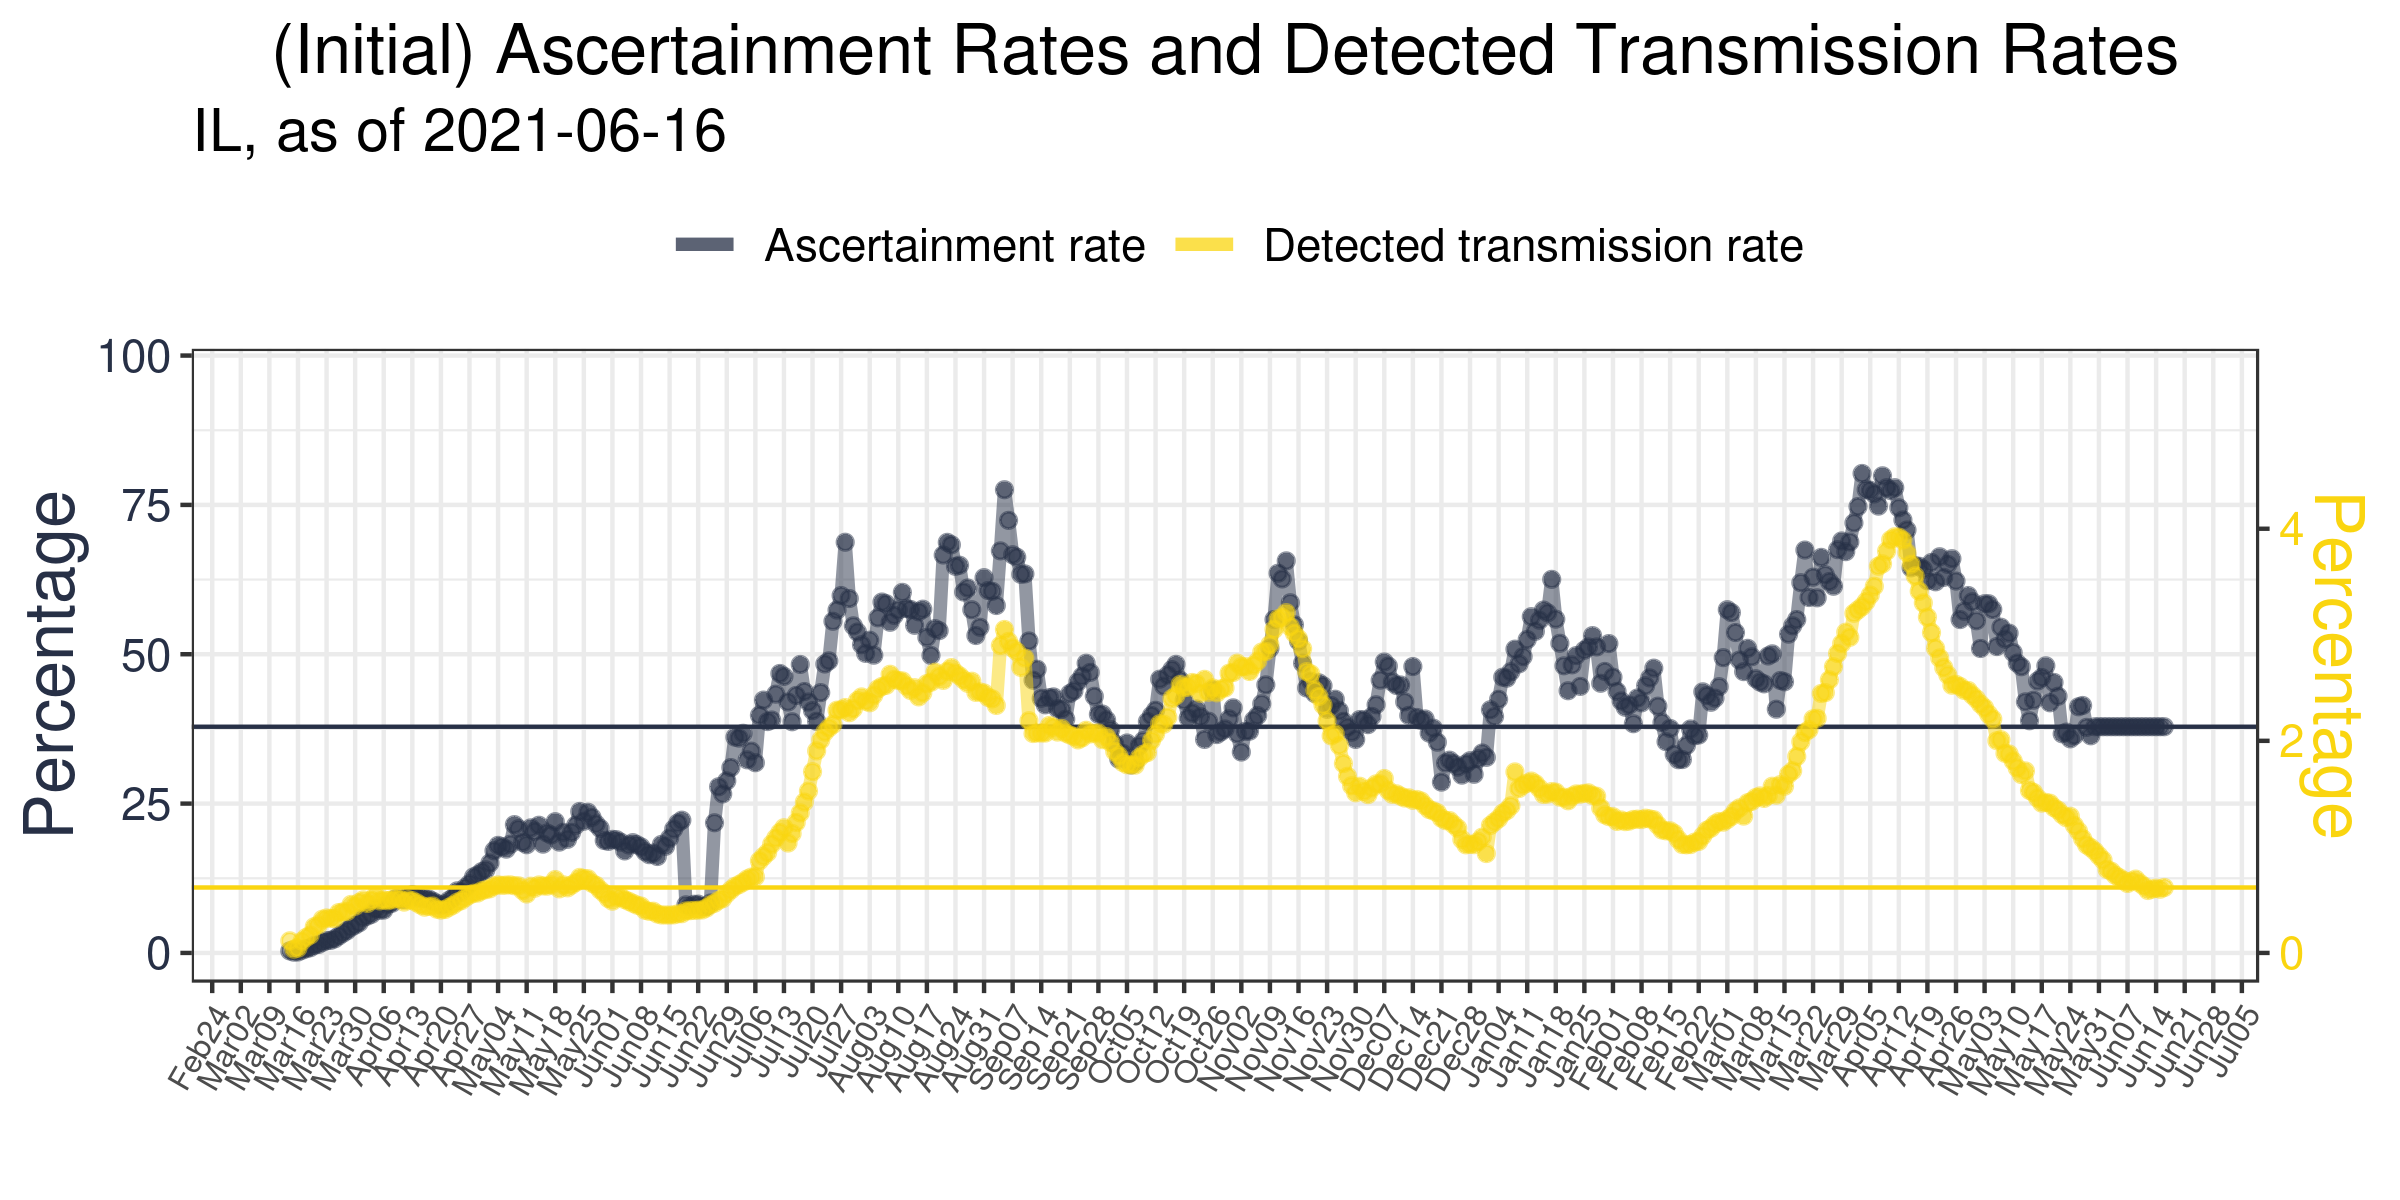 (Initial) Ascertainment Rates and Detected Transmission Rates
IL, as of 2021-06-16
Ascertainment rate
Detected transmission rate
Percentage
100
75
50
25
0
4
2
0
Percentage
Feb24
Mar02
Mar09
Mar16
Mar23
Mar30
Apr06
Apr13
Apr20
Apr27
May04
May11
May18
May25
Jun01
Jun08
Jun15
Jun22
Jun29
Jul06
Jul13
Jul20
Jul27
Aug03
Aug10
Aug17
Aug24
Aug31
Sep07
Sep14
Sep21
Sep28
Oct05
Oct12
Oct19
Oct26
Nov02
Nov09
Nov16
Nov23
Nov30
Dec07
Dec14
Dec21
Dec28
Jan04
Jan11
Jan18
Jan25
Feb01
Feb08
Feb15
Feb22
Mar01
Mar08
Mar15
Mar22
Mar29
Apr05
Apr12
Apr19
Apr26
May03
May10
May17
May24
May31
Jun07
Jun14
Jun21
Jun28
Jul05